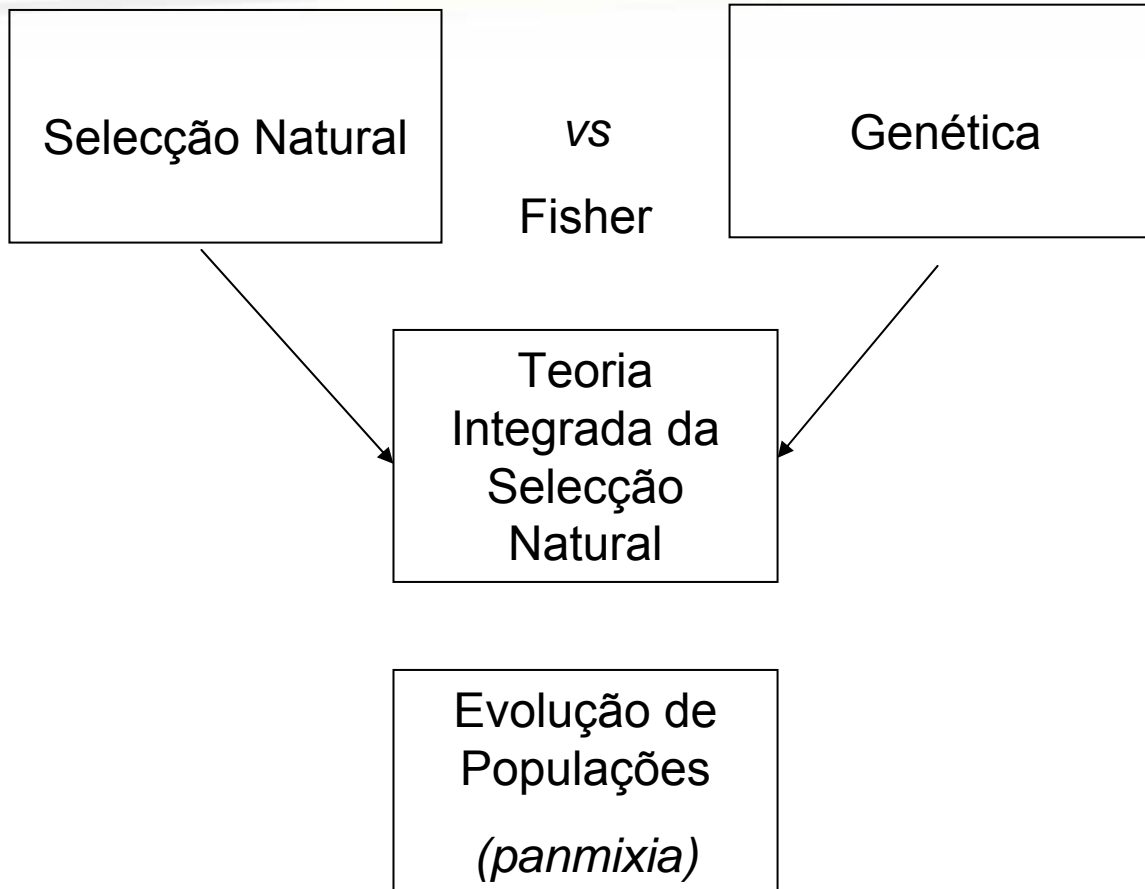 Selecção Natural
vs
Genética
Fisher
Teoria
Integrada da
Selecção
Natural
Evolução de
Populações
(panmixia)